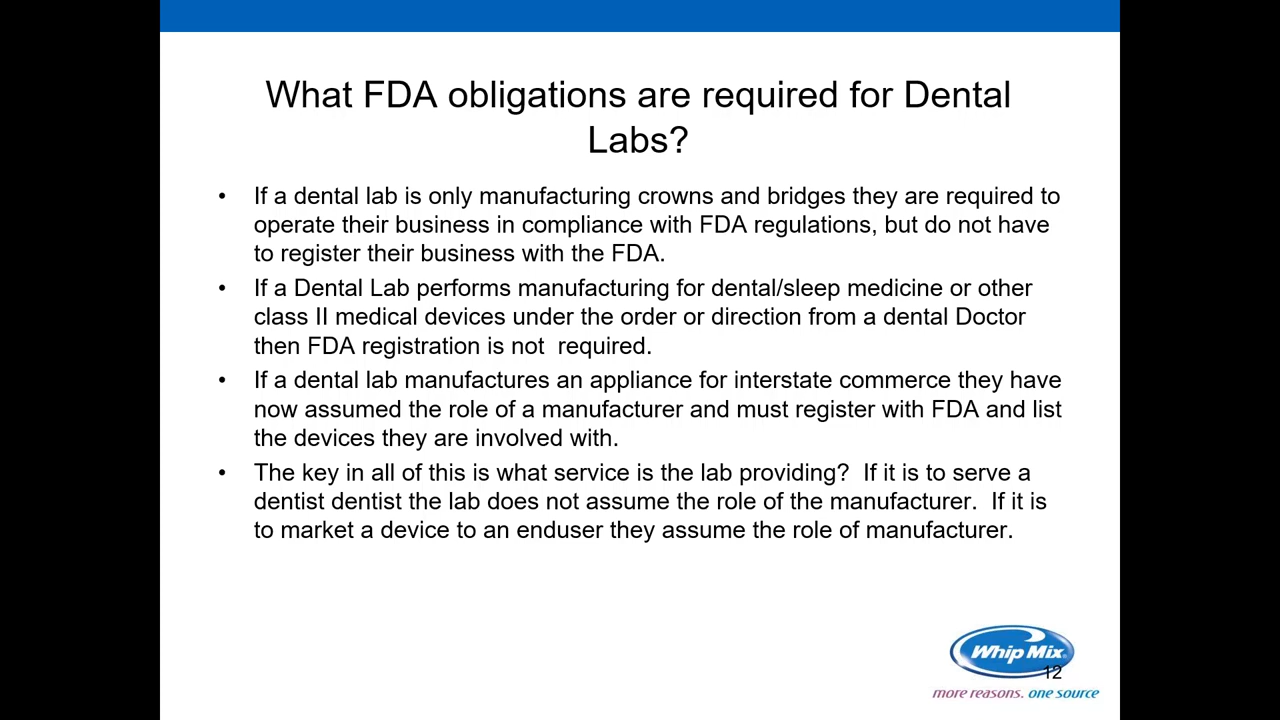 What FDA obligations are required for Dental
Labs?
• If a dental lab is only manufacturing crowns and bridges they are required to
operate their business in compliance with FDA regulations, but do not have
to register their business with the FDA.
• If a Dental Lab performs manufacturing for dental/sleep medicine or other
class II medical devices under the order or direction from a dental Doctor
then FDA registration is not  required.
• If a dental lab manufactures an appliance for interstate commerce they have
now assumed the role of a manufacturer and must register with FDA and list
the devices they are involved with.
• The key in all of this is what service is the lab providing?  If it is to serve a
dentist dentist the lab does not assume the role of the manufacturer.  If it is
to market a device to an enduser they assume the role of manufacturer.
Whip Mix®
12
more reasons. one source